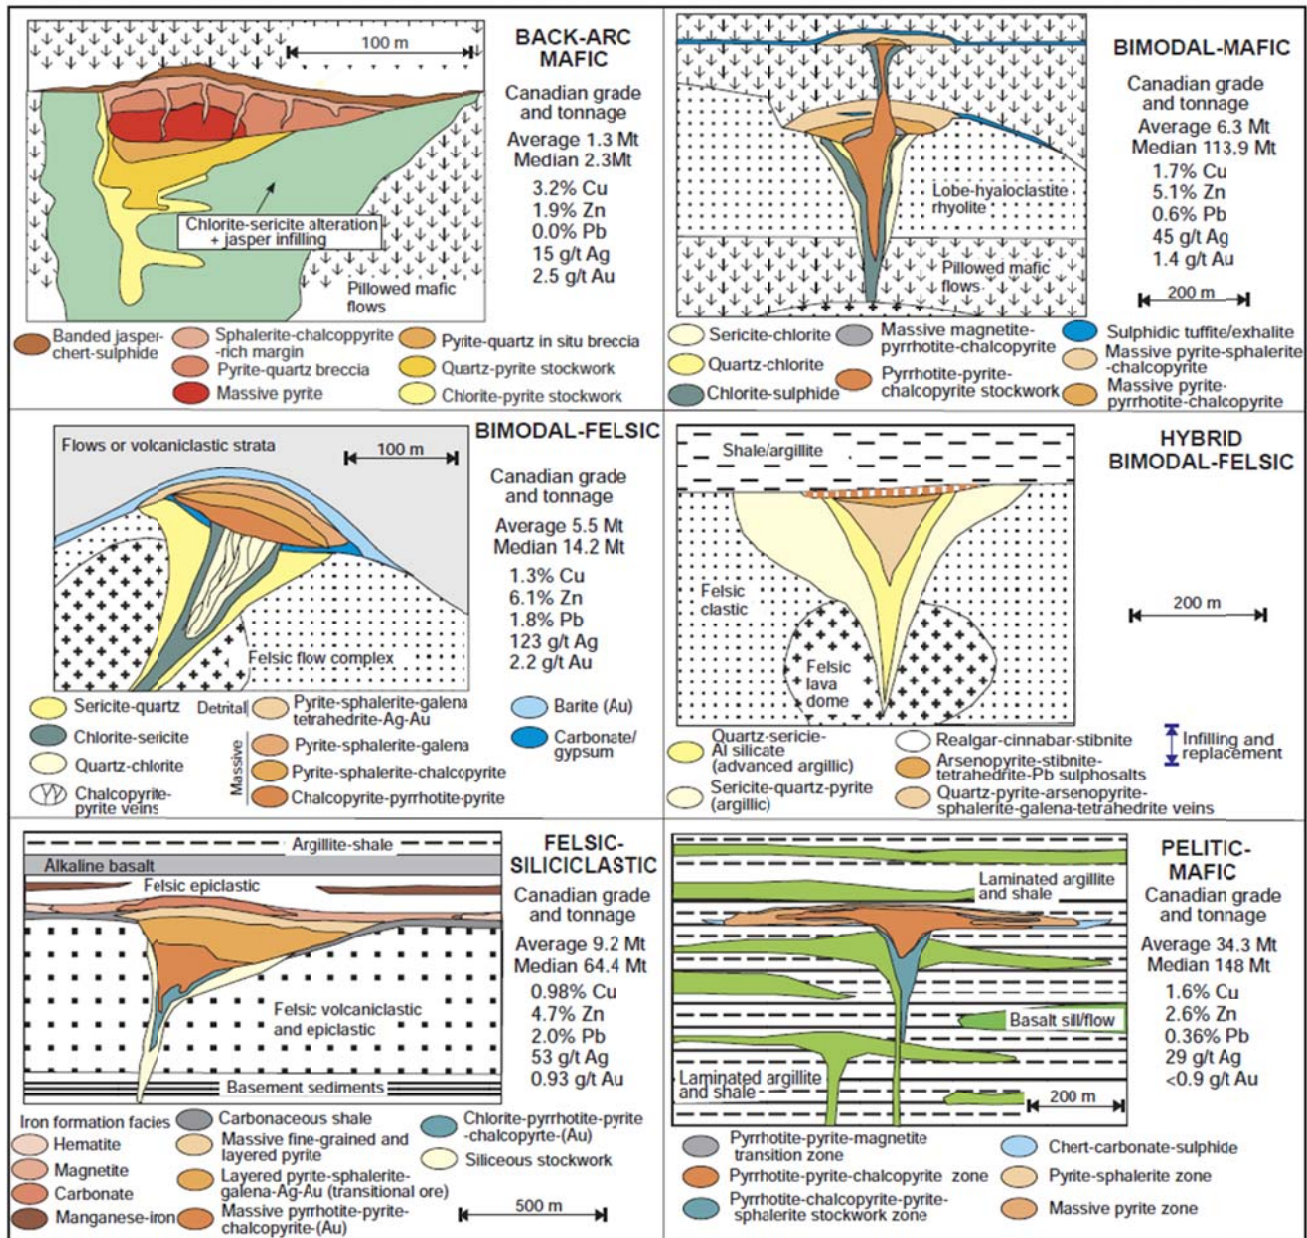 100 m
BACK-ARC
MAFIC
Canadian grade
and tonnage
Average 1.3 Mt
Median 2.3Mt
3.2% Cu
1.9% Zn
0.0% Pb
15 g/t Ag
2.5 g/t Au
Chlorite-sericite alteration
+ jasper infilling
Pillowed mafic
flows
Banded jasper-
chert-sulphide
Sphalerite-chalcoppyrite
-rich margin
Pyrite-quartz breccia
Massive pyrite
Pyrite-quartz in situ breccia
Quartz-pyrite stockwork
Chlorite-pyrite stockwork
BIMODAL-MAFIC
Canadian grade
and tonnage
Average 6.3 Mt
Median 113.9 Mt
1.7% Cu
5.1% Zn
0.6% Pb
45 g/t Ag
1.4 g/t Au
200 m
Lobe-hyaloclastite
rhyolite
Pillowed mafic
flows
Sericite-chlorite
Quartz-chlorite
Chlorite-sulphide
Massive magnetite-
pyrrhotite-chalcopyrite
Pyrrhotite-pyrite-
chalcopyrite stockwork
Sulphidic tuffite/exhalite
Massive pyrite-sphalerite
-chalcopyrite
Massive pyrite-
pyrrhotite-chalcopyrite
Flows or volcaniclastic strata
100 m
BIMODAL-FELSIC
Canadian grade
and tonnage
Average 5.5 Mt
Median 14.2 Mt
1.3% Cu
6.1% Zn
1.8% Pb
123 g/t Ag
2.2 g/t Au
Felsic flow complex
Sericite-quartz
Chlorite-sericite
Quartz-chlorite
Chalcopyrite-
pyrite veins
Detrital
Pyrite-sphalerite-galena
tetrahedrite-Ag-Au
Massive
Pyrite-sphalerite-galena
Pyrite-sphalerite-chalcopyrite
Chalcopyrite-pyrrhotite-pyrite
Barite (Au)
Carbonate/
gypsum
Shale/argillite
HYBRID
BIMODAL-FELSIC
200 m
Felsic
clastic
Felsic
lava
dome
Quartz-sericie-
Al silicate
(advanced argillic)
Sericite-quartz-pyrite
(argillic)
Realgar-cinnabar-stibnite
Arsenopyrite-stibnite-
tetrahedrite-Pb sulphosalts
Quartz-pyrite-arsenopyrite-
sphalerite-galena-tetrahedrite veins
Infilling and
replacement
Argillite-shale
Alkaline basalt
Felsic epiclastic
FELSIC-
SILICICLASTIC
Canadian grade
and tonnage
Average 9.2 Mt
Median 64.4 Mt
0.98% Cu
4.7% Zn
2.0% Pb
53 g/t Ag
0.93 g/t Au
Felsic volcaniclastic
and epiclastic
Basement sediments
Iron formation facies
Hematite
Magnetite
Carbonate
Manganese-iron
Carbonaceous shale
Massive fine-grained and
layered pyrite
Layered pyrite-sphalerite-
galena-Ag-Au (transitional ore)
Massive pyrrhotite-pyrite-
chalcopyrite-(Au)
Chlorite-pyrrhotite-pyrite
-chalcopyrte-(Au)
Siliceous stockwork
500 m
PELITIC-
MAFIC
Canadian grade
and tonnage
Average 34.3 Mt
Median 148 Mt
1.6% Cu
2.6% Zn
0.36% Pb
29 g/t Ag
<0.9 g/t Au
Laminated argillite
and shale
Basalt sill/flow
Laminated argillite
and shale
200 m
Pyrrhotite-pyrite-magnetite
transition zone
Pyrrhotite-pyrite-chalcopyrite zone
Pyrrhotite-chalcopyrite-pyrite-
sphalerite stockwork zone
Chert-carbonate-sulphide
Pyrite-sphalerite zone
Massive pyrite zone